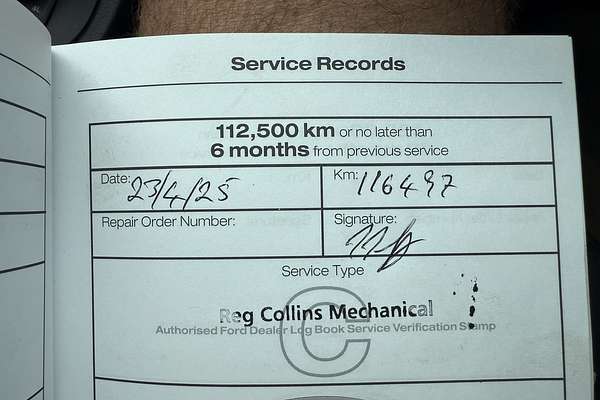 Service Records
112,500 km or no later than
6 months from previous service
Date: 23/4/25
Km: 116497
Repair Order Number:
Signature:
Service Type
C
Reg Collins Mechanical
Authorised Ford Dealer Log Book Service Verification Stamp